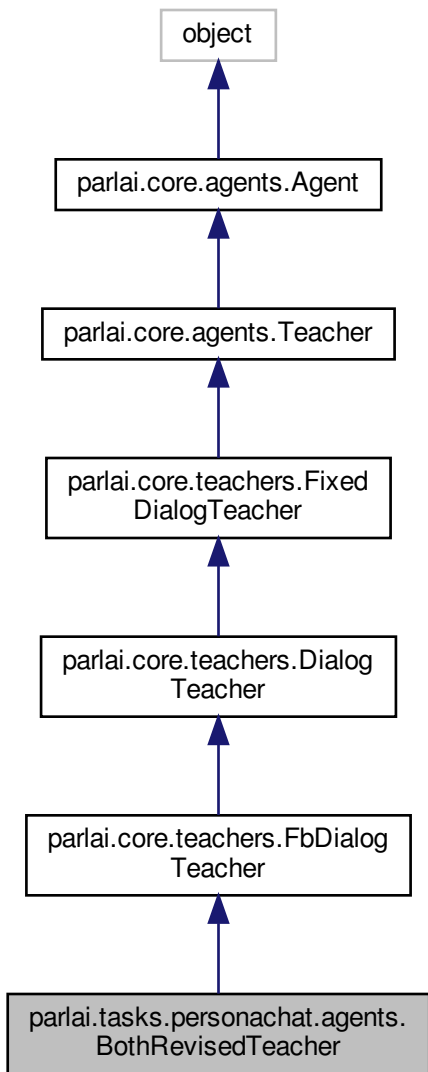 object
parlai.core.agents.Agent
parlai.core.agents.Teacher
parlai.core.teachers.Fixed
DialogTeacher
parlai.core.teachers.Dialog
Teacher
parlai.core.teachers.FbDialog
Teacher
parlai.tasks.personachat.agents.
BothRevisedTeacher